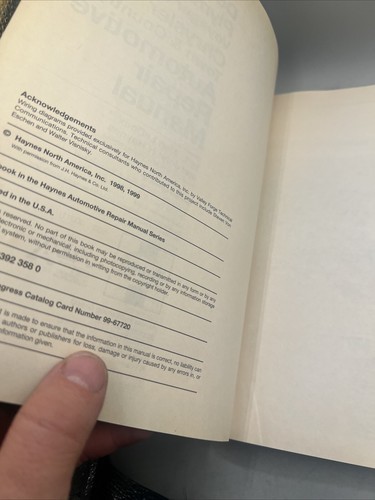 Acknowledgements
Wiring diagrams provided exclusively for Haynes North America, Inc. by Valley Forge Technical
Communications. Technical consultants who contributed to this project include Steven Van
Eschen and Walter Vlensky.
© Haynes North America, Inc. 1998, 1999
With permission from J.H. Haynes & Co. Ltd.
book in the Haynes Automotive Repair Manual Series
ed in the U.S.A.
reserved. No part of this book may be reproduced or transmitted in any form or by any
electronic or mechanical, including photocopying, recording or by any information storage
system, without permission in writing from the copyright holder.
392 358 0
ngress Catalog Card Number 99-67720
t is made to ensure that the information in this manual is correct, no liability can
authors or publishers for loss, damage or injury caused by any errors in, or
nformation given.